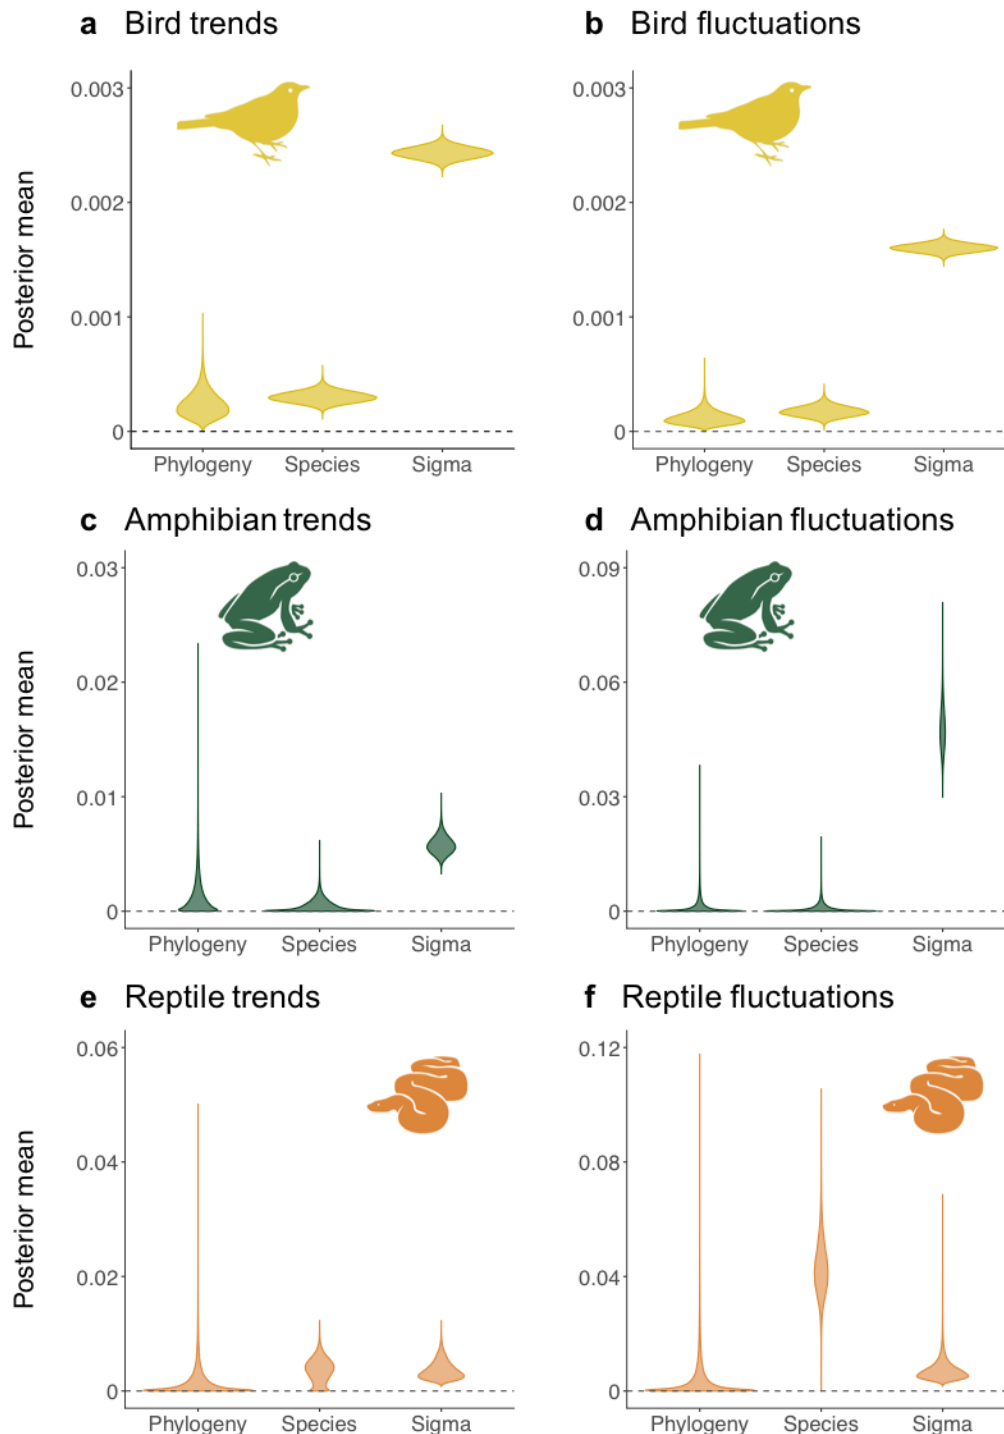 a Bird trends
b Bird fluctuations
Posterior mean
0.003
0.002
0.001
0
Phylogeny Species Sigma
0.003
0.002
0.001
0
Phylogeny Species Sigma
c Amphibian trends
d Amphibian fluctuations
Posterior mean
0.03
0.02
0.01
0
Phylogeny Species Sigma
0.09
0.06
0.03
0
Phylogeny Species Sigma
e Reptile trends
f Reptile fluctuations
Posterior mean
0.06
0.04
0.02
0
Phylogeny Species Sigma
0.12
0.08
0.04
0
Phylogeny Species Sigma